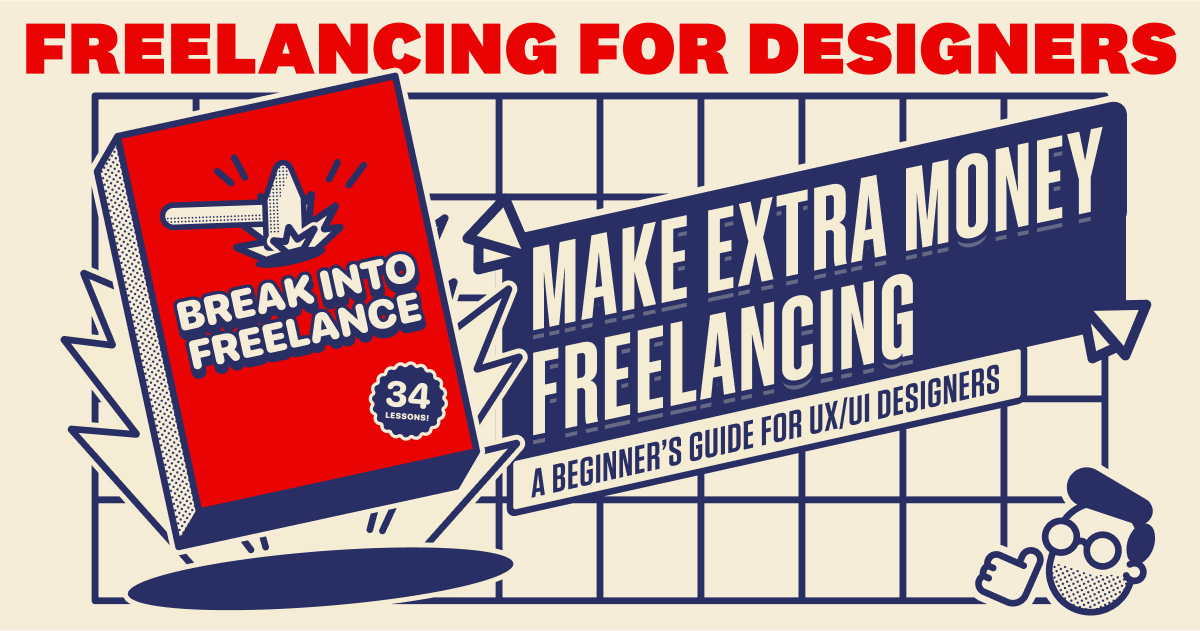 FREELANCING FOR DESIGNERS
BREAK INTO
FREELANCE
34
LESSONS!
MAKE EXTRA MONEY
FREELANCING
A BEGINNER'S GUIDE FOR UX/UI DESIGNERS